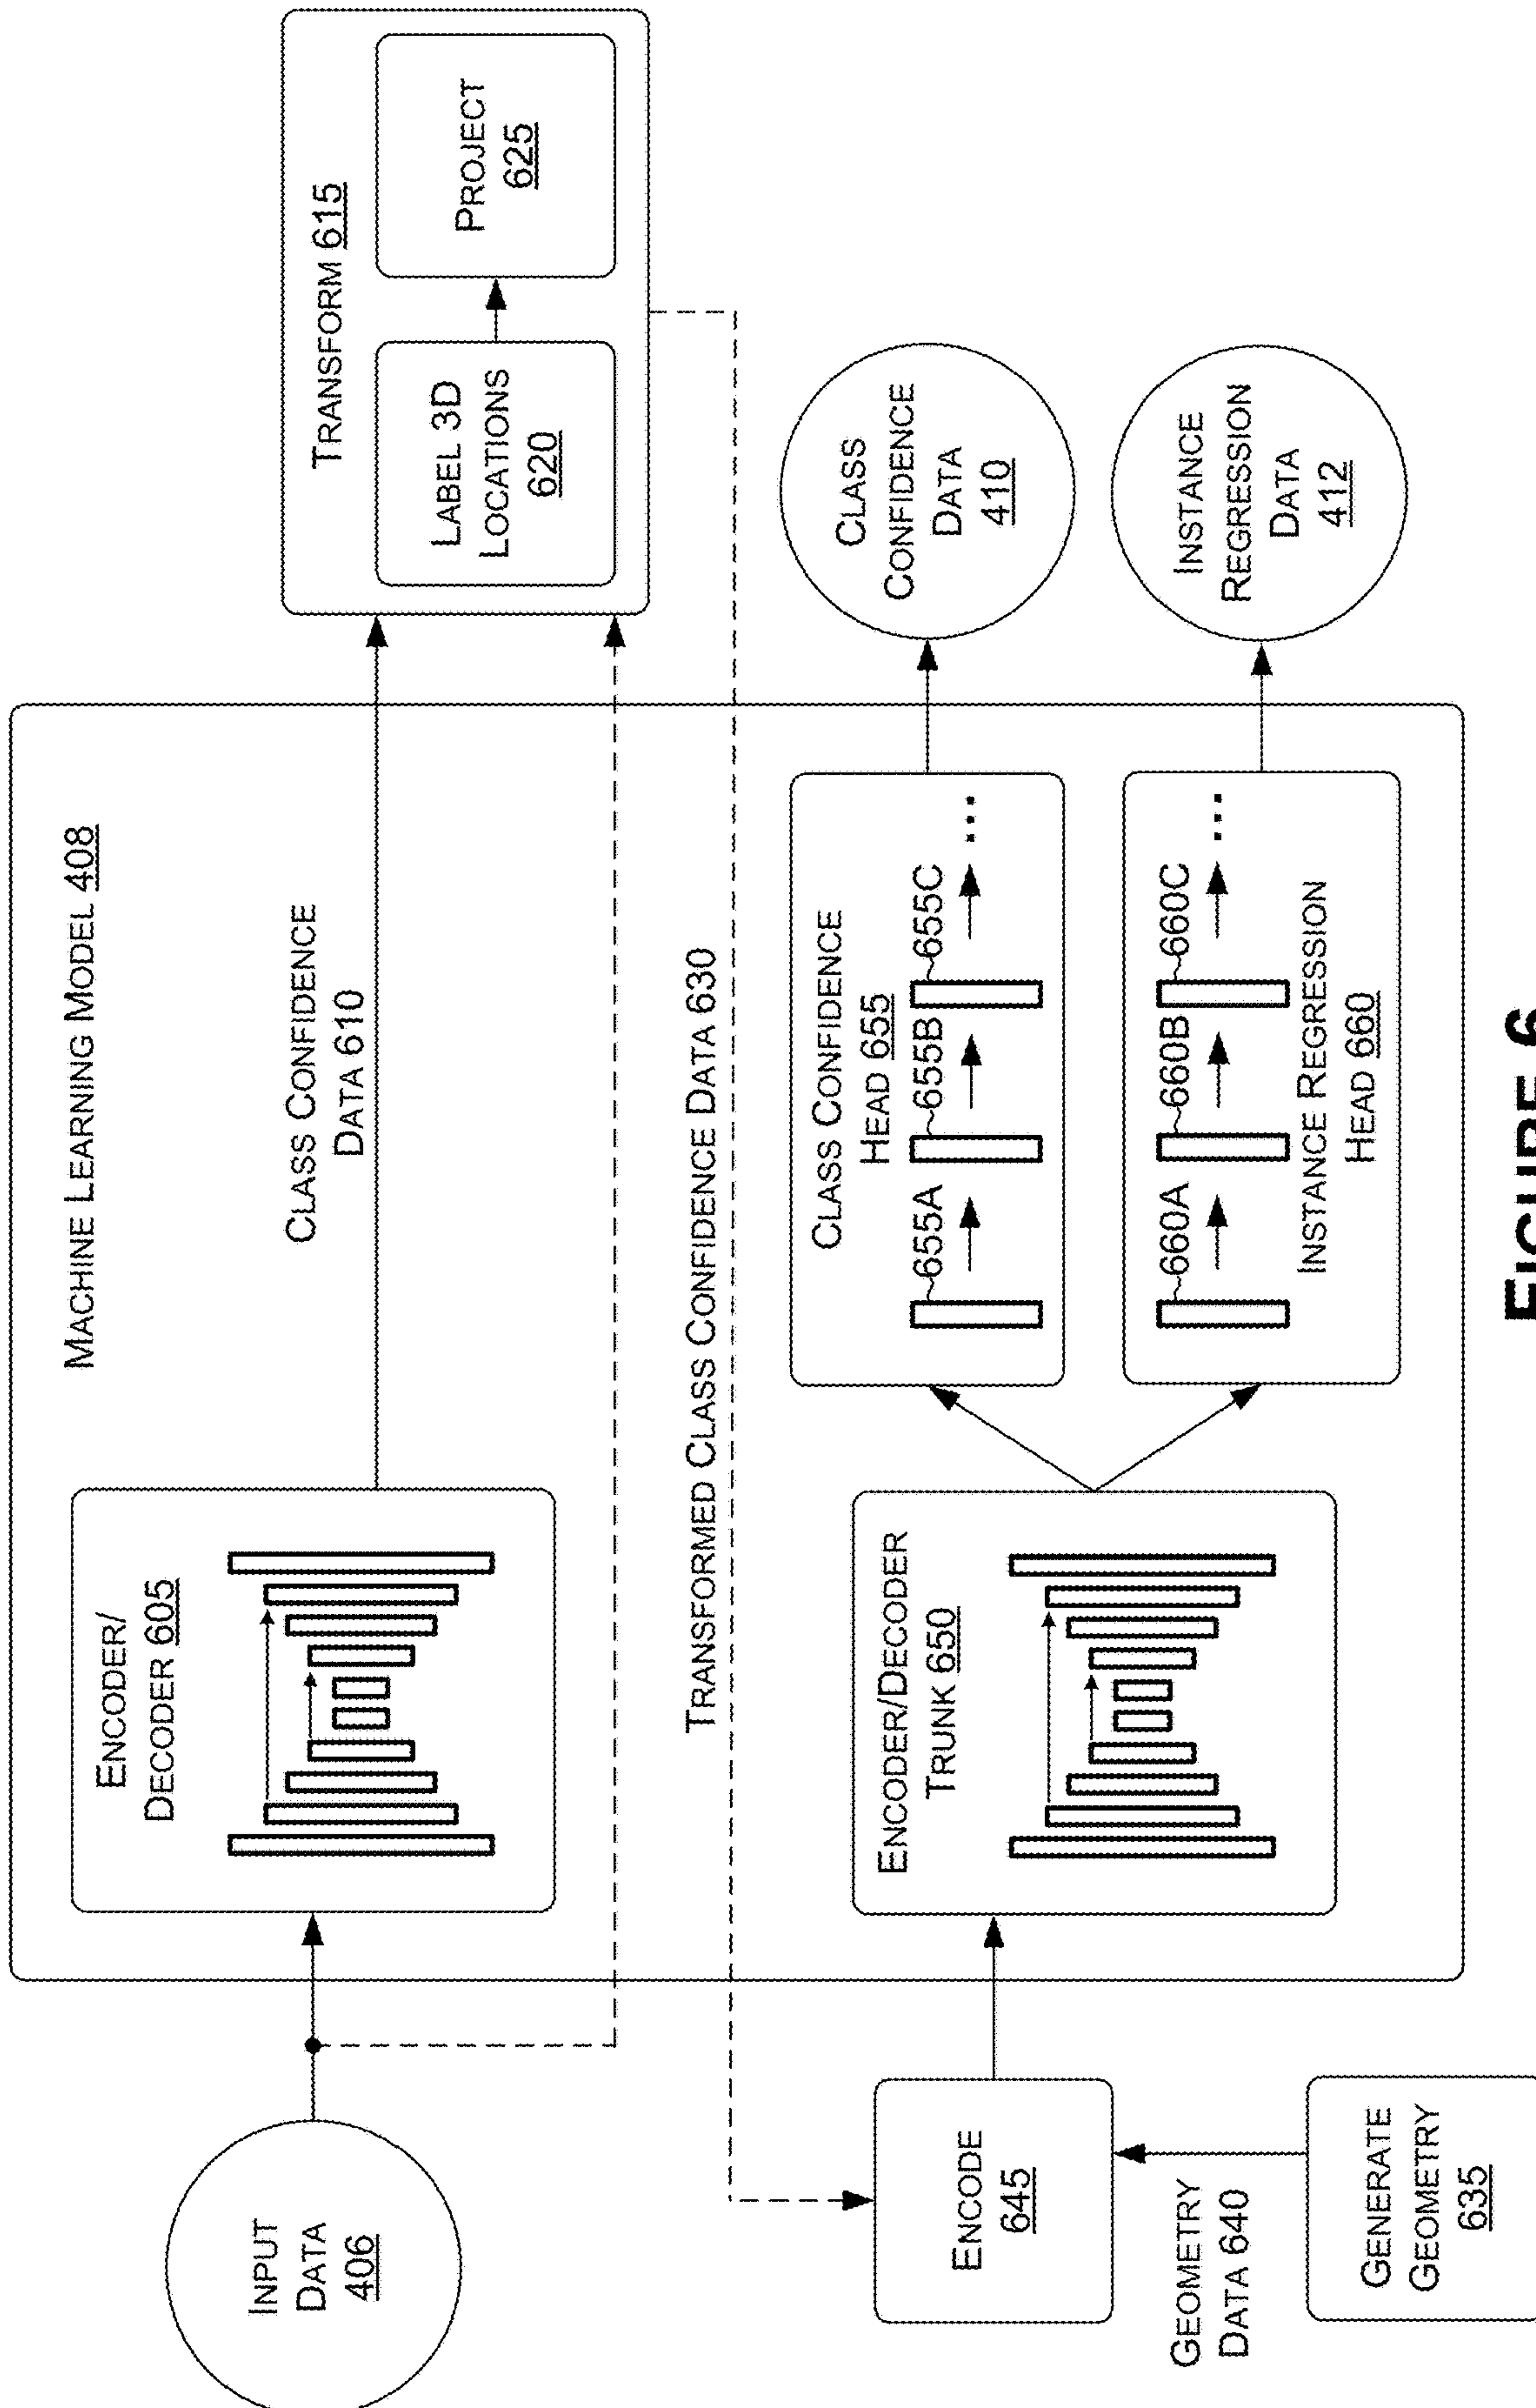 MACHINE LEARNING MODEL 408
INPUT
DATA
406
ENCODER/
DECODER 605
CLASS CONFIDENCE
DATA 610
TRANSFORM 615
LABEL 3D
LOCATIONS
620
PROJECT
625
TRANSFORMED CLASS CONFIDENCE DATA 630
GENERATE
GEOMETRY
635
GEOMETRY
DATA 640
ENCODE
645
ENCODER/DECODER
TRUNK 650
CLASS CONFIDENCE
HEAD 655
655A
655B
655C
...
660A
660B
660C
...
INSTANCE REGRESSION
HEAD 660
CLASS
CONFIDENCE
DATA
410
INSTANCE
REGRESSION
DATA
412
FIGURE 6